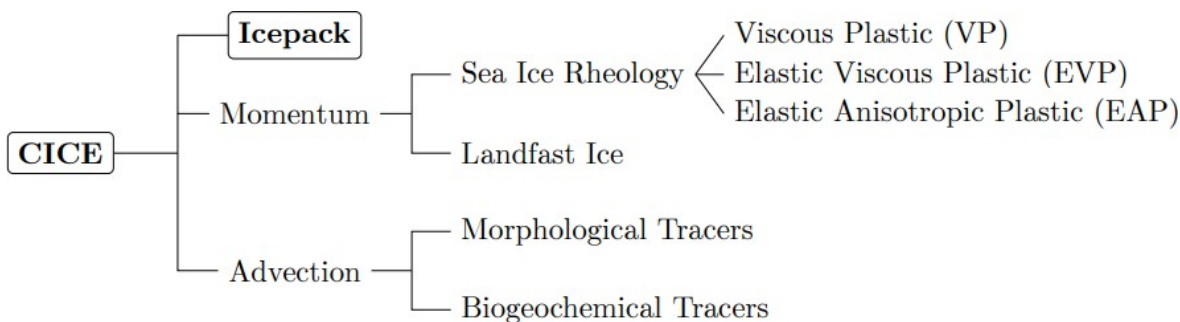 Icepack
Viscous Plastic (VP)
Sea Ice Rheology
Elastic Viscous Plastic (EVP)
Elastic Anisotropic Plastic (EAP)
Momentum
CICE
Landfast Ice
Morphological Tracers
Advection
Biogeochemical Tracers